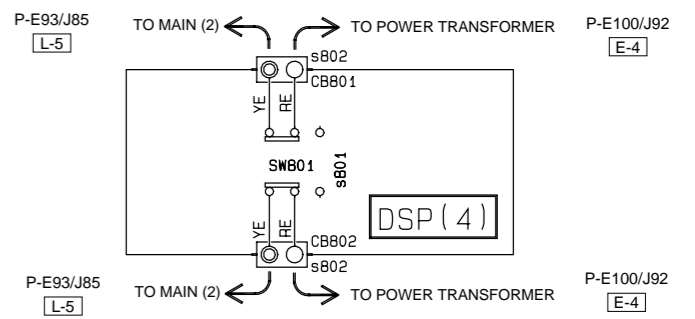 P-E93/J85
TO MAIN (2)
TO POWER TRANSFORMER
P-E100/J92
L-5
E-4
s802
CB801
YE
RE
SW801
s801
DSP(4)
YE
RE
CB802
s802
P-E93/J85
TO MAIN (2)
TO POWER TRANSFORMER
P-E100/J92
L-5
E-4